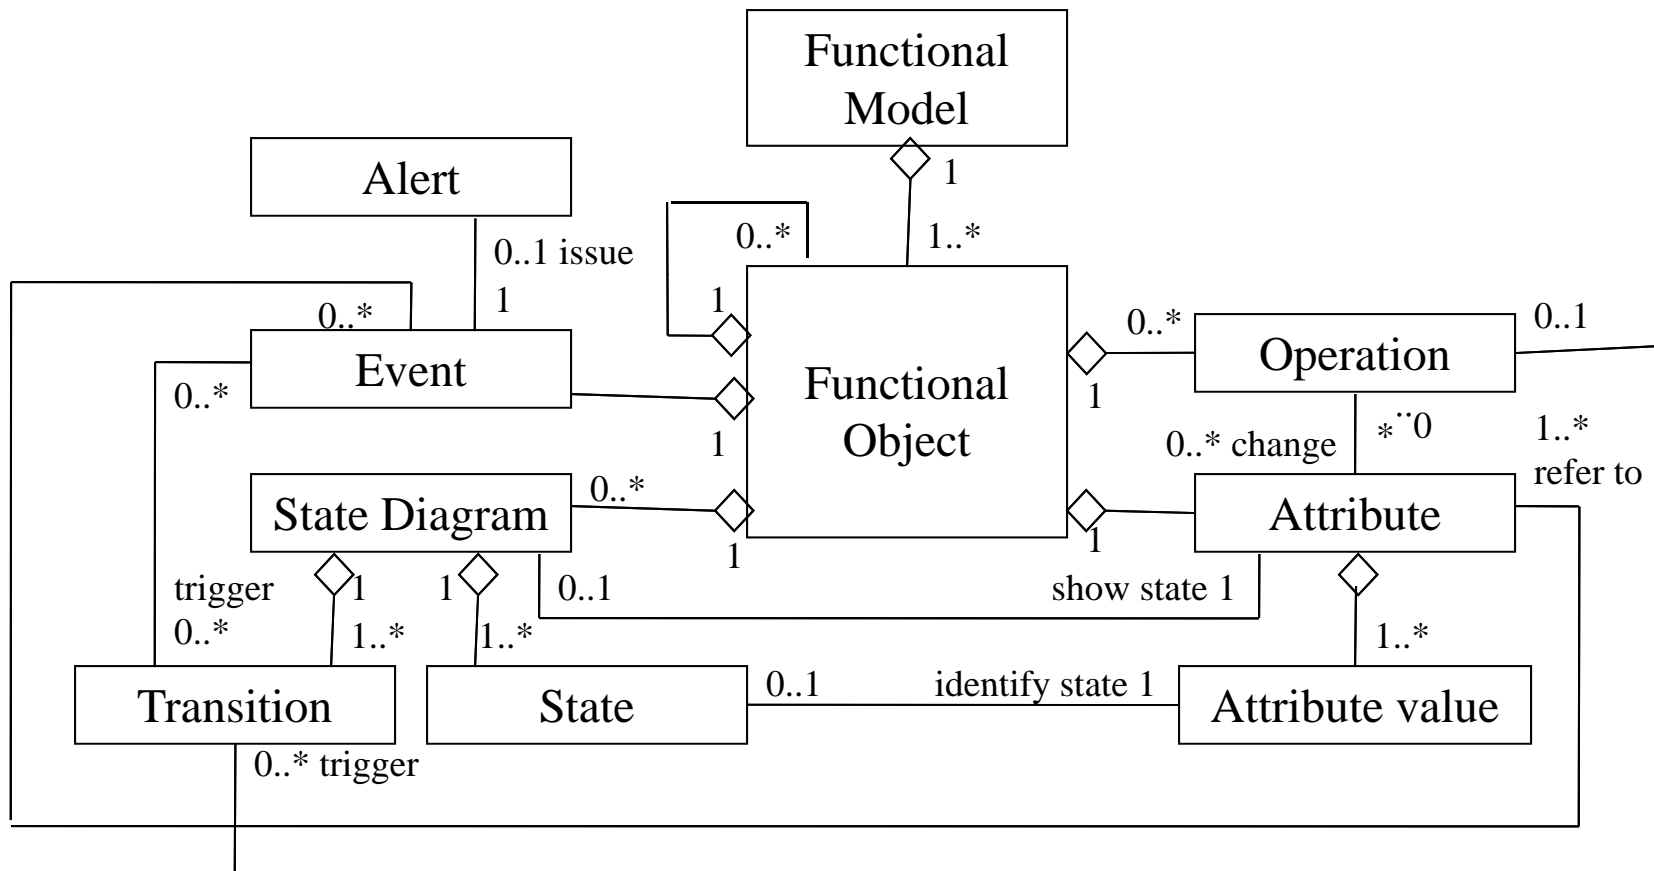 Functional
Model
1
Alert
0..*
1..*
0..1 issue
1
1
0..*
0..*
0..1
Event
Operation
Functional
Object
0..*
1
1
0..* change
*..0
1..*
refer to
State Diagram
0..*
Attribute
1
1
trigger
1
1
0..1
show state 1
0..*
1..*
1..*
1..*
Transition
State
0..1
identify state 1
Attribute value
0..* trigger